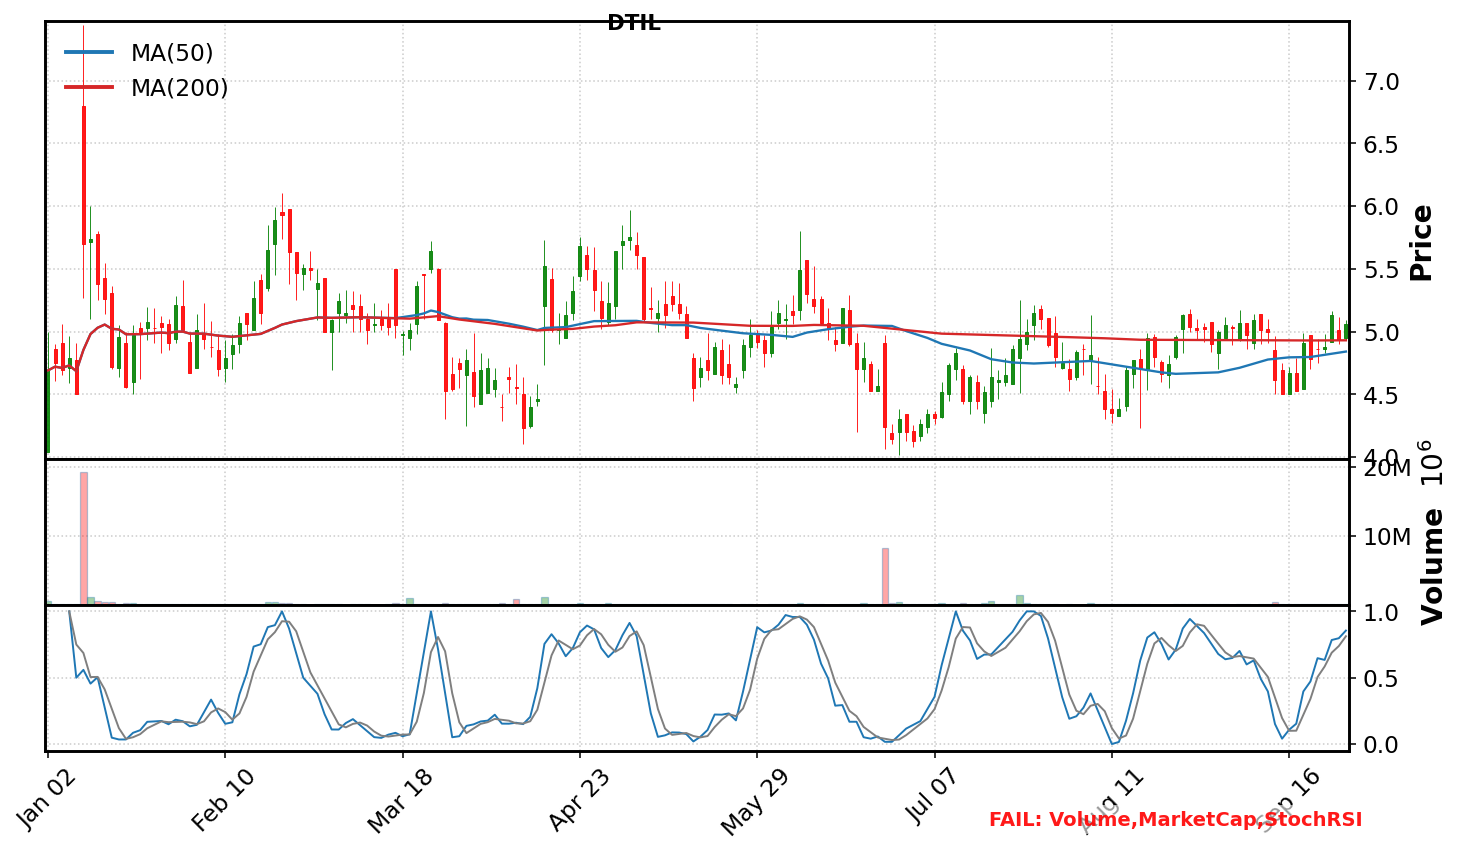 DTIL
MA(50)
MA(200)
7.0
6.5
6.0
5.5
5.0
4.5
4.0
Price
20M
10M
Volume 10^6
1.0
0.5
0.0
Jan 02
Feb 10
Mar 18
Apr 23
May 29
Jul 07
Aug 11
Sep 16
FAIL: Volume,MarketCap,StochRSI